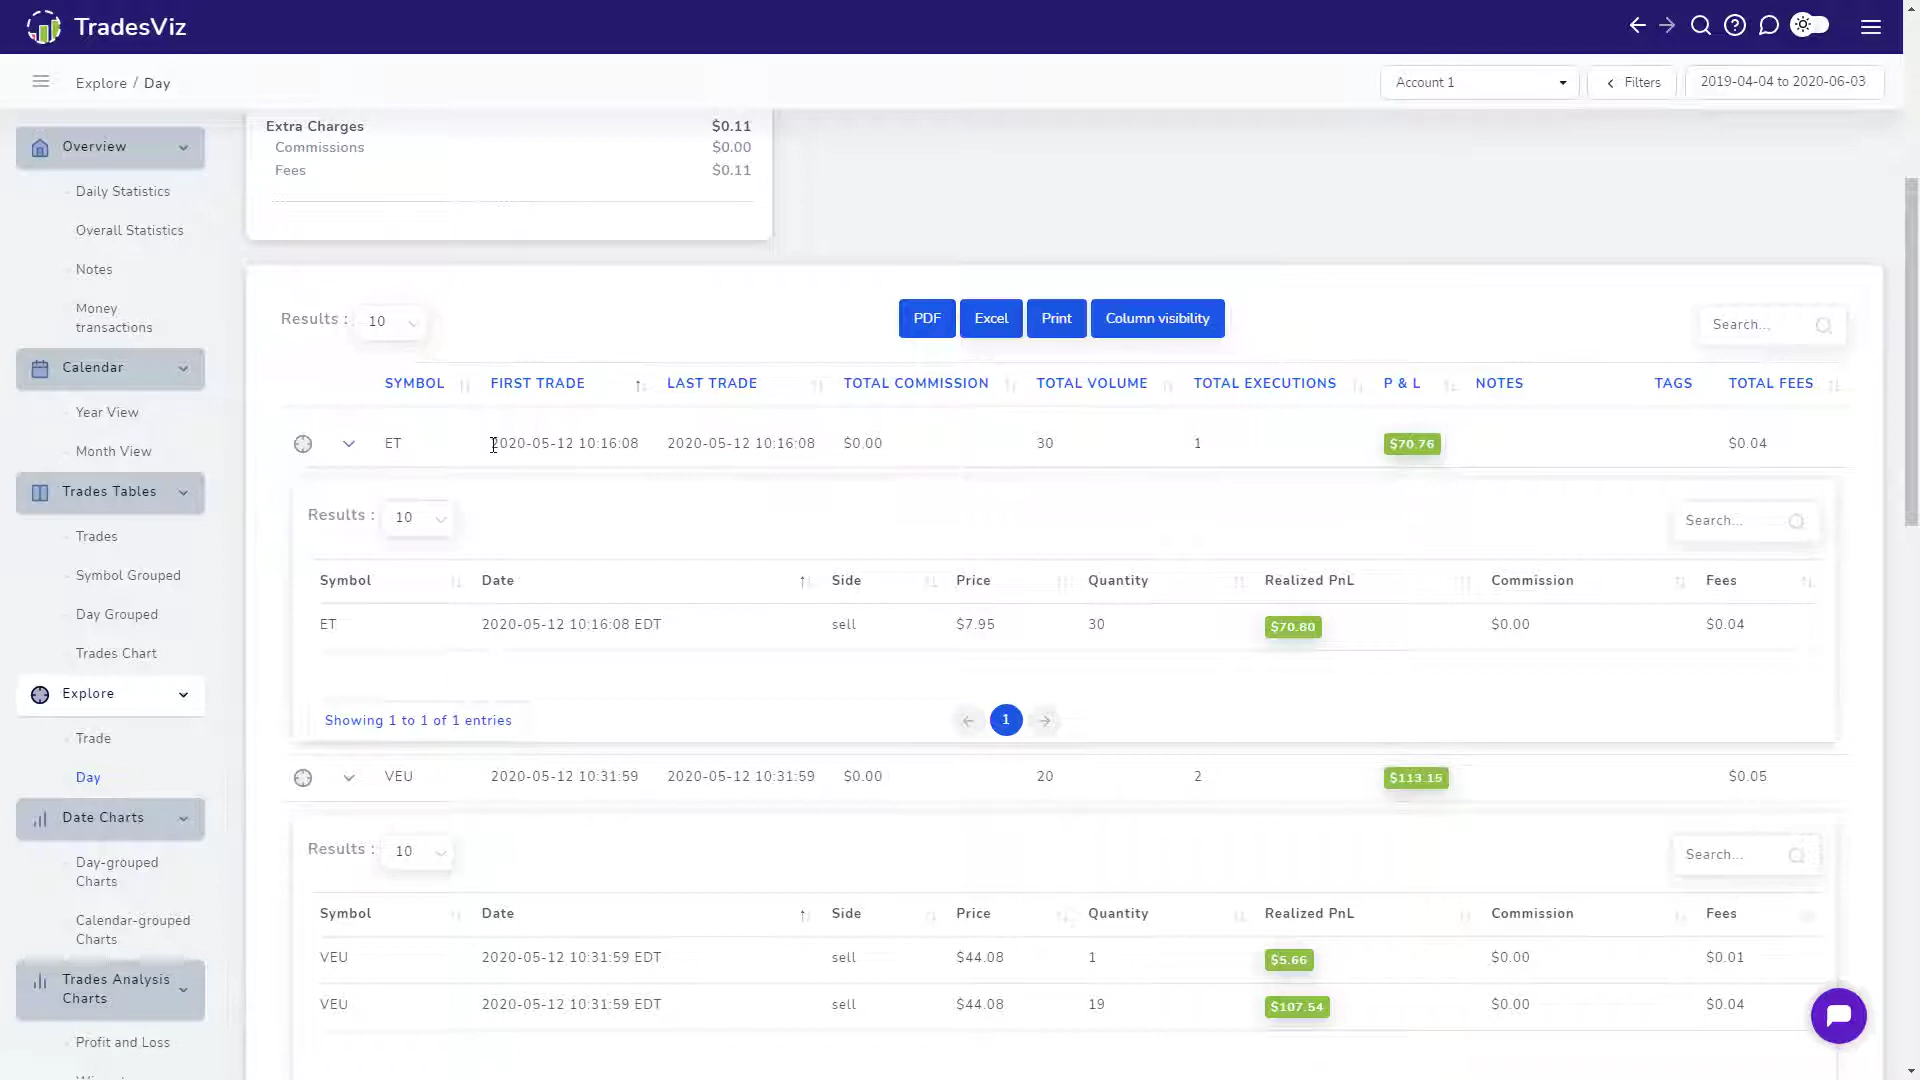 TradesViz
Explore / Day
Account 1
Filters
2019-04-04 to 2020-06-03
Overview
Daily Statistics
Overall Statistics
Notes
Money
transactions
Calendar
Year View
Month View
Trades Tables
Trades
Symbol Grouped
Day Grouped
Trades Chart
Explore
Trade
Day
Date Charts
Day-grouped
Charts
Calendar-grouped
Charts
Trades Analysis
Charts
Profit and Loss
Extra Charges $0.11
Commissions $0.00
Fees $0.11
Results : 10
PDF Excel Print Column visibility
Search...
SYMBOL FIRST TRADE LAST TRADE TOTAL COMMISSION TOTAL VOLUME TOTAL EXECUTIONS P & L NOTES TAGS TOTAL FEES
ET 2020-05-12 10:16:08 2020-05-12 10:16:08 $0.00 30 1 $70.76 $0.04
Results : 10
Search...
Symbol Date Side Price Quantity Realized PnL Commission Fees
ET 2020-05-12 10:16:08 EDT sell $7.95 30 $70.80 $0.00 $0.04
Showing 1 to 1 of 1 entries
1
VEU 2020-05-12 10:31:59 2020-05-12 10:31:59 $0.00 20 2 $113.15 $0.05
Results : 10
Search...
Symbol Date Side Price Quantity Realized PnL Commission Fees
VEU 2020-05-12 10:31:59 EDT sell $44.08 1 $5.66 $0.00 $0.01
VEU 2020-05-12 10:31:59 EDT sell $44.08 19 $107.54 $0.00 $0.04